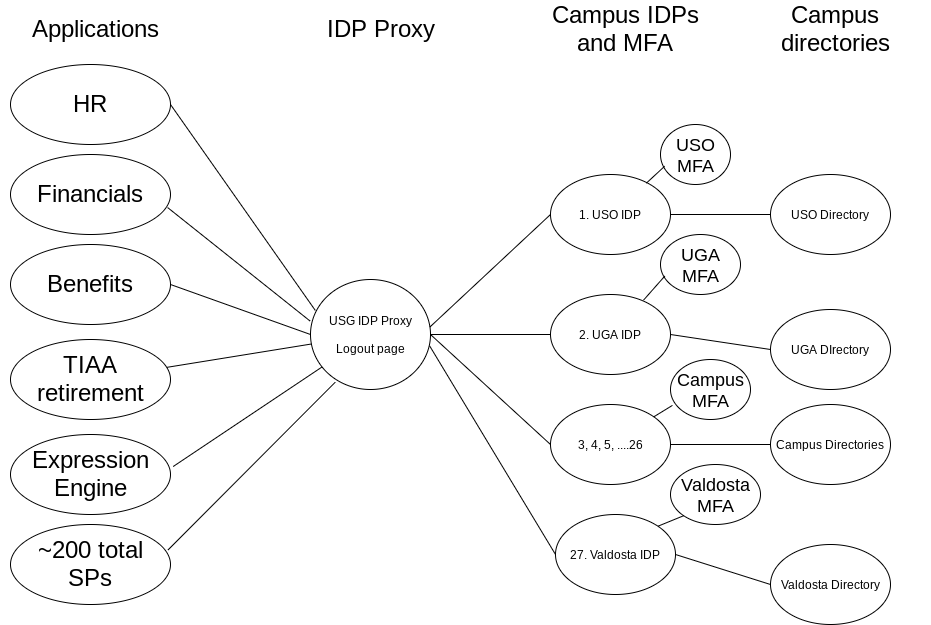 Applications
IDP Proxy
Campus IDPs
and MFA
Campus
directories
HR
Financials
Benefits
TIAA
retirement
Expression
Engine
~200 total
SPs
USG IDP Proxy
Logout page
USO
MFA
1. USO IDP
USO Directory
UGA
MFA
2. UGA IDP
UGA DIrectory
Campus
MFA
3, 4, 5, ....26
Campus Directories
Valdosta
MFA
27. Valdosta IDP
Valdosta Directory